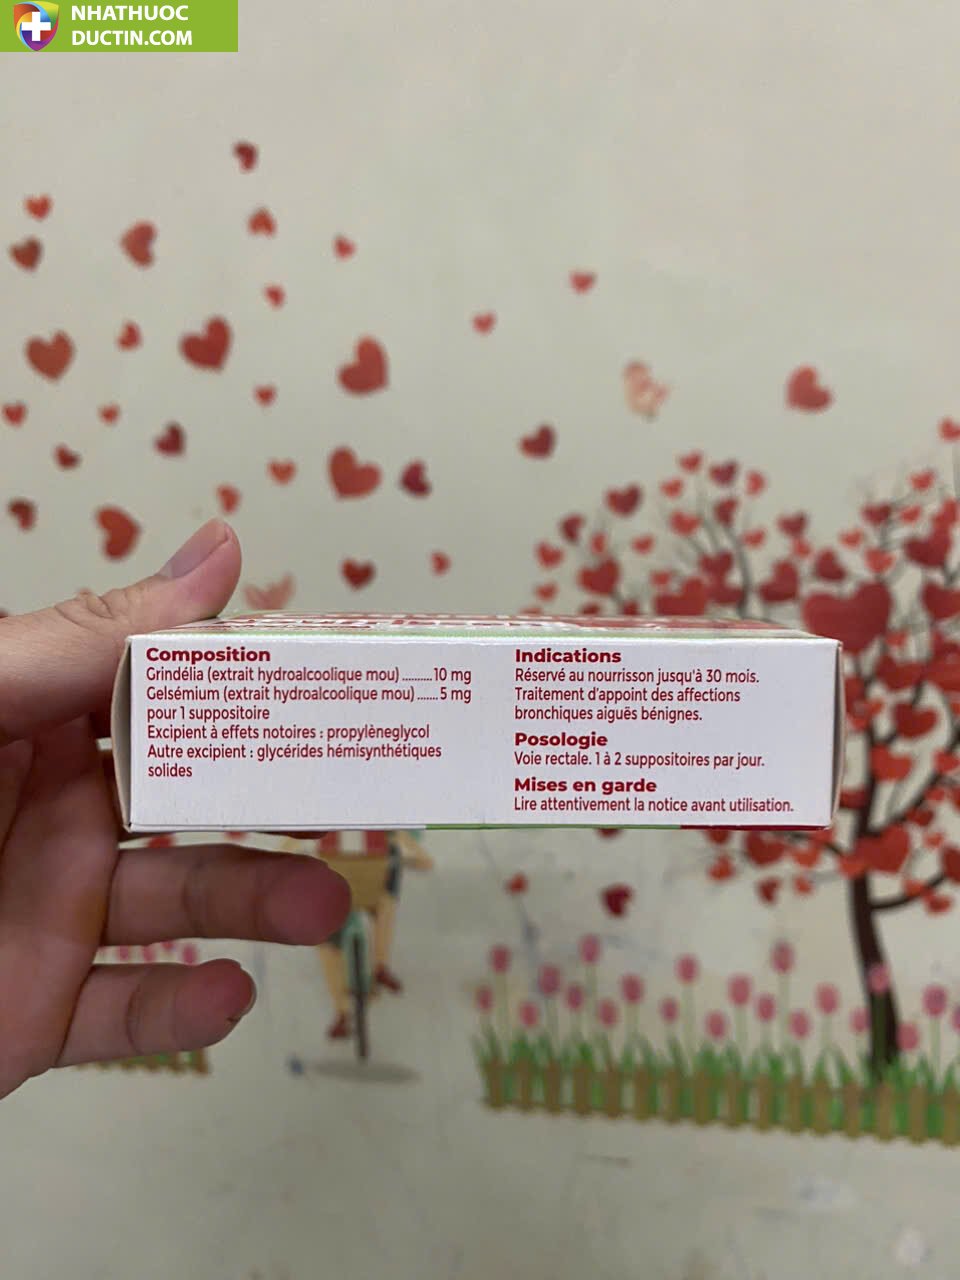 NHATHUOC
DUCTIN.COM
Composition
Grindélia (extrait hydroalcoolique mou)..........10 mg
Gelsémium (extrait hydroalcoolique mou).......5 mg
pour 1 suppositoire
Excipient à effets notoires : propylèneglycol
Autre excipient : glycérides hémisynthétiques
solides
Indications
Réservé au nourrisson jusqu'à 30 mois.
Traitement d'appoint des affections
bronchiques aiguës bénignes.
Posologie
Voie rectale. 1 à 2 suppositoires par jour.
Mises en garde
Lire attentivement la notice avant utilisation.